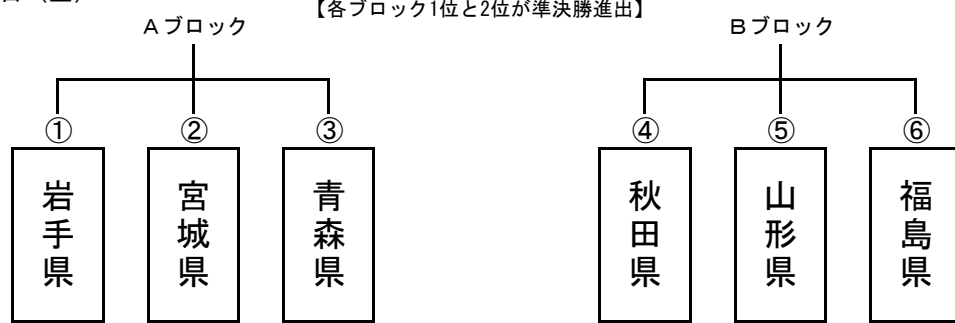 【各ブロック1位と2位が準決勝進出】
Aブロック
Bブロック
① ② ③ ④ ⑤ ⑥
岩手県
宮城県
青森県
秋田県
山形県
福島県